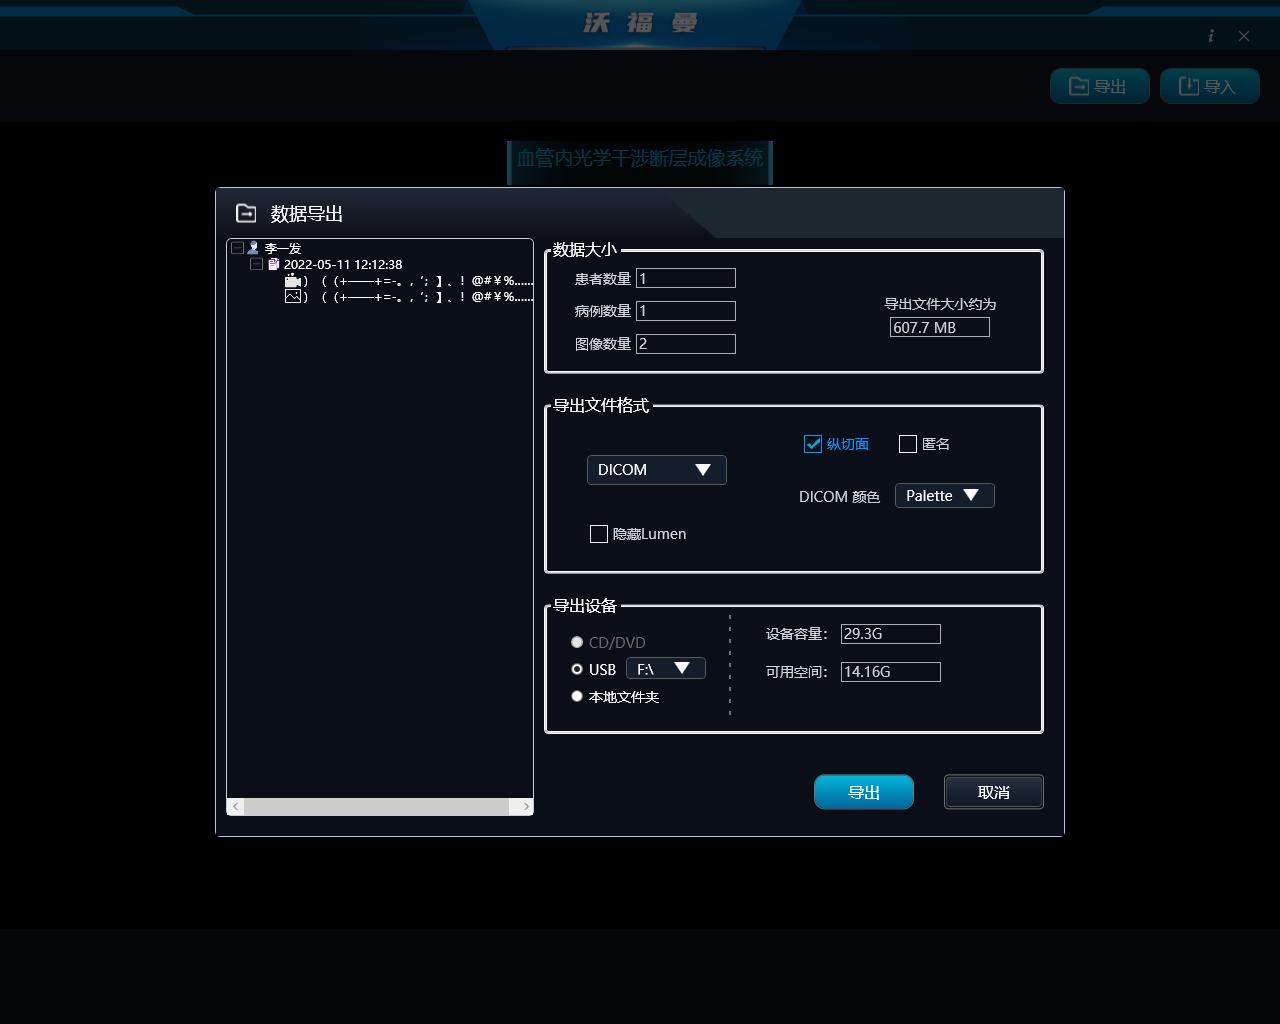 沃福曼
导出
导入
血管内光学干涉断层成像系统
数据导出
李一发
2022-05-11 12:12:38
）（（+——+=-。，‘；】、！@#￥%……
）（（+——+=-。，‘；】、！@#￥%……
数据大小
患者数量 1
病例数量 1
图像数量 2
导出文件大小约为
607.7 MB
导出文件格式
纵切面
匿名
DICOM
DICOM 颜色 Palette
隐藏Lumen
导出设备
CD/DVD
USB F:\
本地文件夹
设备容量： 29.3G
可用空间： 14.16G
导出
取消